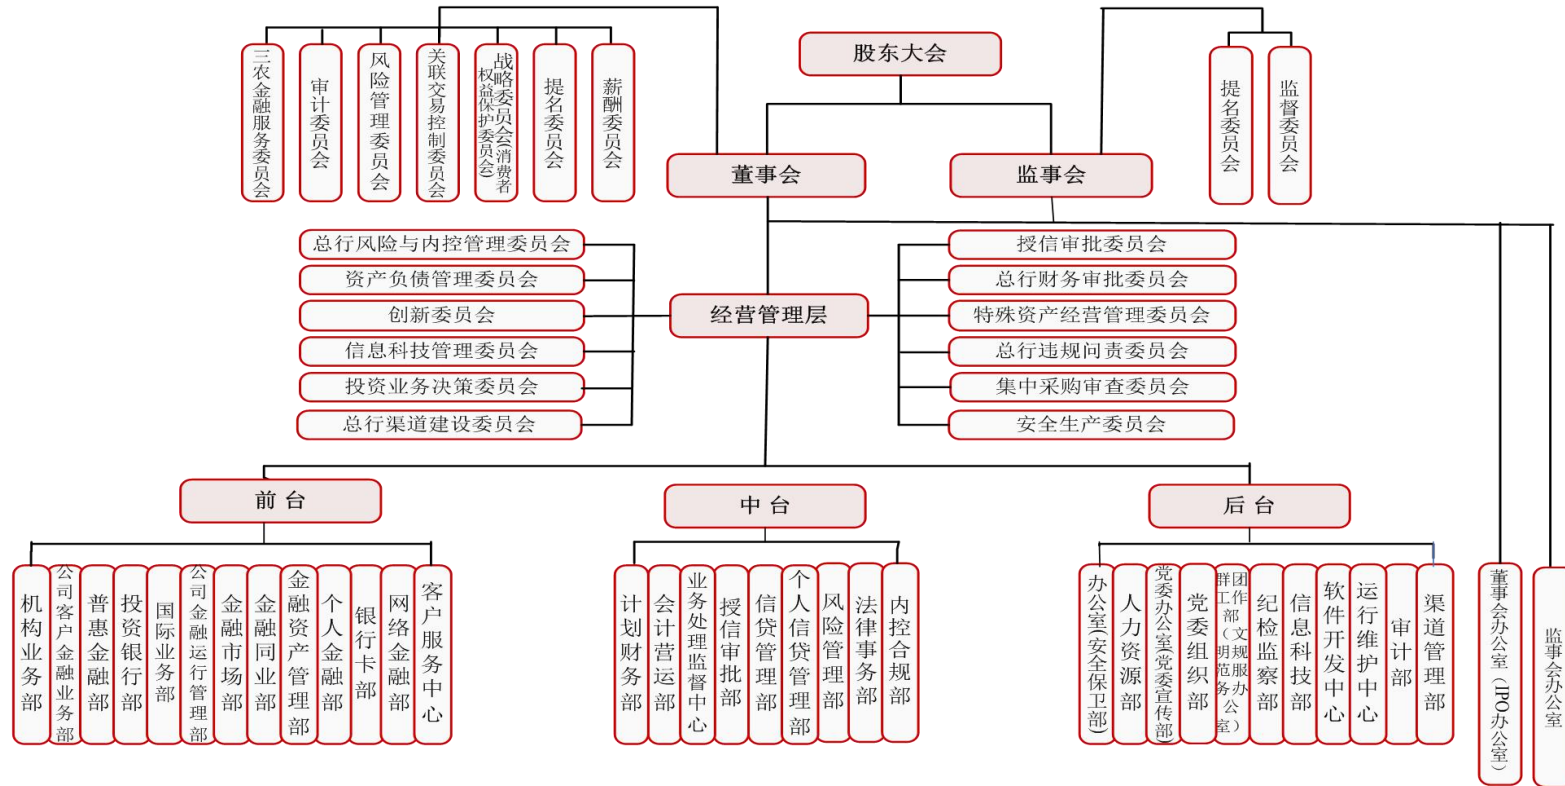 股东大会
三农金融服务委员会
审计委员会
风险管理委员会
关联交易控制委员会
战略委员会(消费者
权益保护委员会)
提名委员会
薪酬委员会
提名委员会
监督委员会
董事会
监事会
总行风险与内控管理委员会
资产负债管理委员会
创新委员会
信息科技管理委员会
投资业务决策委员会
总行渠道建设委员会
经营管理层
授信审批委员会
总行财务审批委员会
特殊资产经营管理委员会
总行违规问责委员会
集中采购审查委员会
安全生产委员会
前台
中台
后台
机构业务部
公司客户金融业务部
普惠金融部
投资银行部
国际业务部
公司金融运行管理部
金融市场部
金融同业部
金融资产管理部
个人金融部
银行卡部
网络金融部
客户服务中心
计划财务部
会计营运部
业务处理监督中心
授信审批部
信贷管理部
个人信贷管理部
风险管理部
法律事务部
内控合规部
办公室(安全保卫部)
人力资源部
党委办公室(党委宣传部)
党委组织部
群工部(明范务公室)
团作文规服办
纪检监察部
信息科技部
软件开发中心
运行维护中心
审计部
渠道管理部
董事会办公室(IPO办公室)
监事会办公室